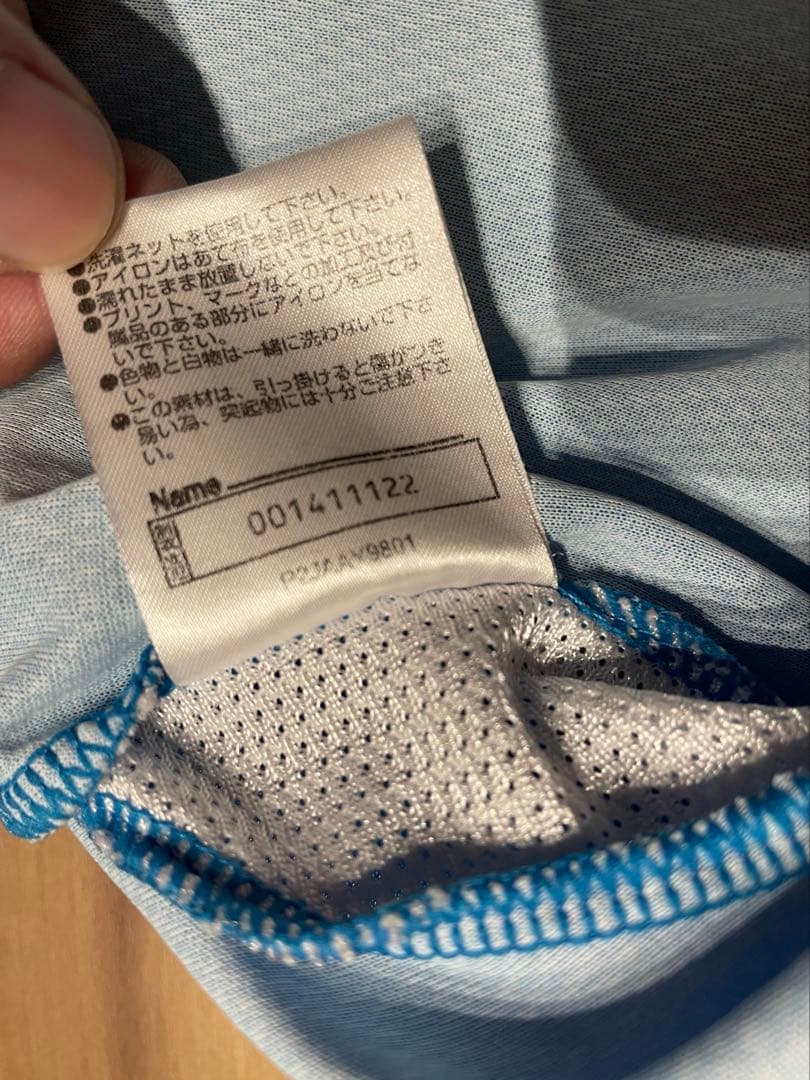 ●洗濯ネットを使用して下さい。
●アイロンはあて布を使用して下さい。
●濡れたまま放置しないで下さい。
●プリント、マークなどの加工及び付
属品のある部分にアイロンを当てな
いで下さい。
●色物と白物は一緒に洗わないで下さ
い。
●この素材は、引っ掛けると傷がつき
易い為、突起物には十分ご注意下さ
い。
Name
001411122
P2JAAY9801